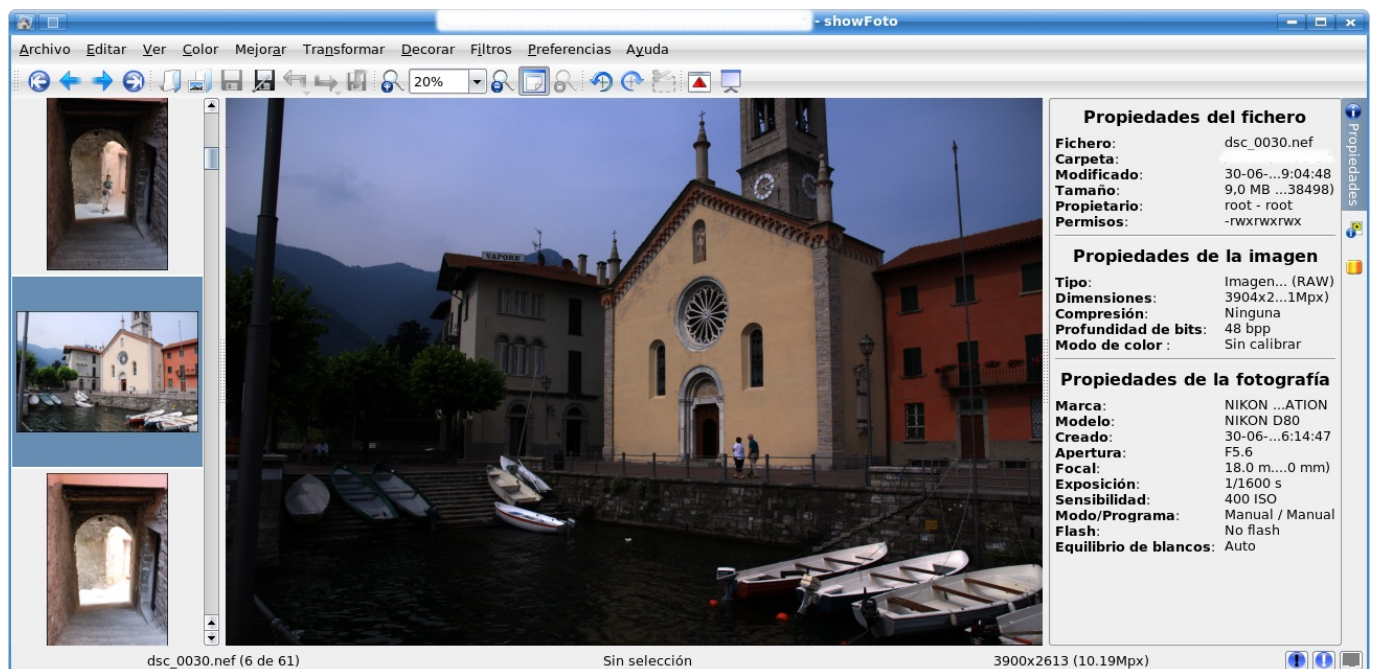 - showFoto
Archivo Editar Ver Color Mejorar Transformar Decorar Filtros Preferencias Ayuda
20%
VAPORE
Propiedades del fichero
Fichero: dsc_0030.nef
Carpeta:
Modificado: 30-06-...9:04:48
Tamaño: 9,0 MB ...38498)
Propietario: root - root
Permisos: -rwxrwxrwx
Propiedades de la imagen
Tipo: Imagen... (RAW)
Dimensiones: 3904x2...1Mpx)
Compresión: Ninguna
Profundidad de bits: 48 bpp
Modo de color : Sin calibrar
Propiedades de la fotografía
Marca: NIKON ...ATION
Modelo: NIKON D80
Creado: 30-06-...6:14:47
Apertura: F5.6
Focal: 18.0 m....0 mm)
Exposición: 1/1600 s
Sensibilidad: 400 ISO
Modo/Programa: Manual / Manual
Flash: No flash
Equilibrio de blancos: Auto
Propiedades
dsc_0030.nef (6 de 61)
Sin selección
3900x2613 (10.19Mpx)